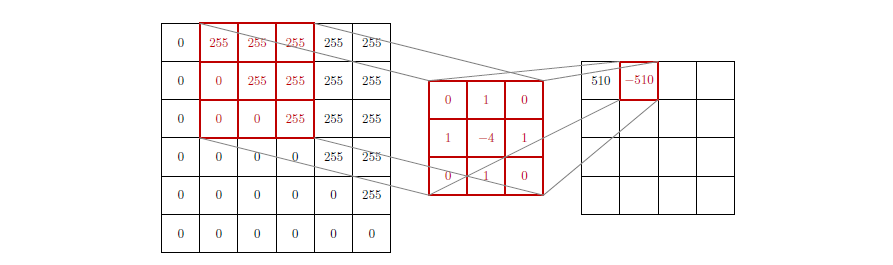 0 255 255 255 255 255
0 0 255 255 255 255
0 0 0 255 255 255
0 0 0 0 255 255
0 0 0 0 0 255
0 0 0 0 0 0
0 1 0
1 −4 1
0 1 0
510 −510